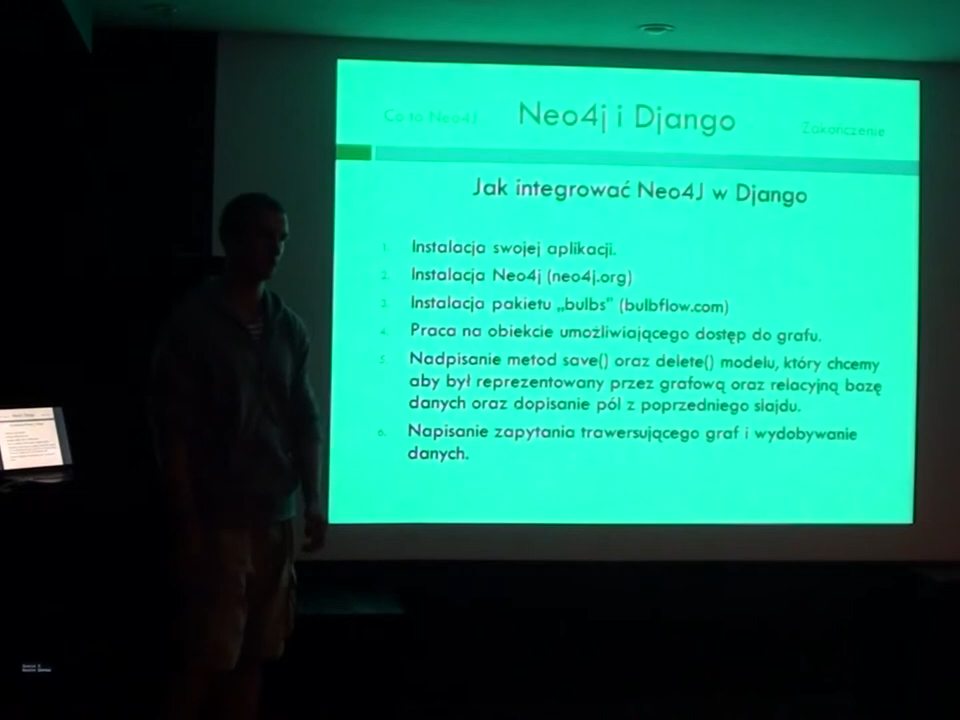 Co to Neo4J Neo4j i Django Zakończenie
Jak integrować Neo4J w Django
1. Instalacja swojej aplikacji.
2. Instalacja Neo4j (neo4j.org)
3. Instalacja pakietu „bulbs” (bulbflow.com)
4. Praca na obiekcie umożliwiającego dostęp do grafu.
5. Nadpisanie metod save() oraz delete() modelu, który chcemy
aby był reprezentowany przez grafową oraz relacyjną bazę
danych oraz dopisanie pól z poprzedniego slajdu.
6. Napisanie zapytania trawersującego graf i wydobywanie
danych.